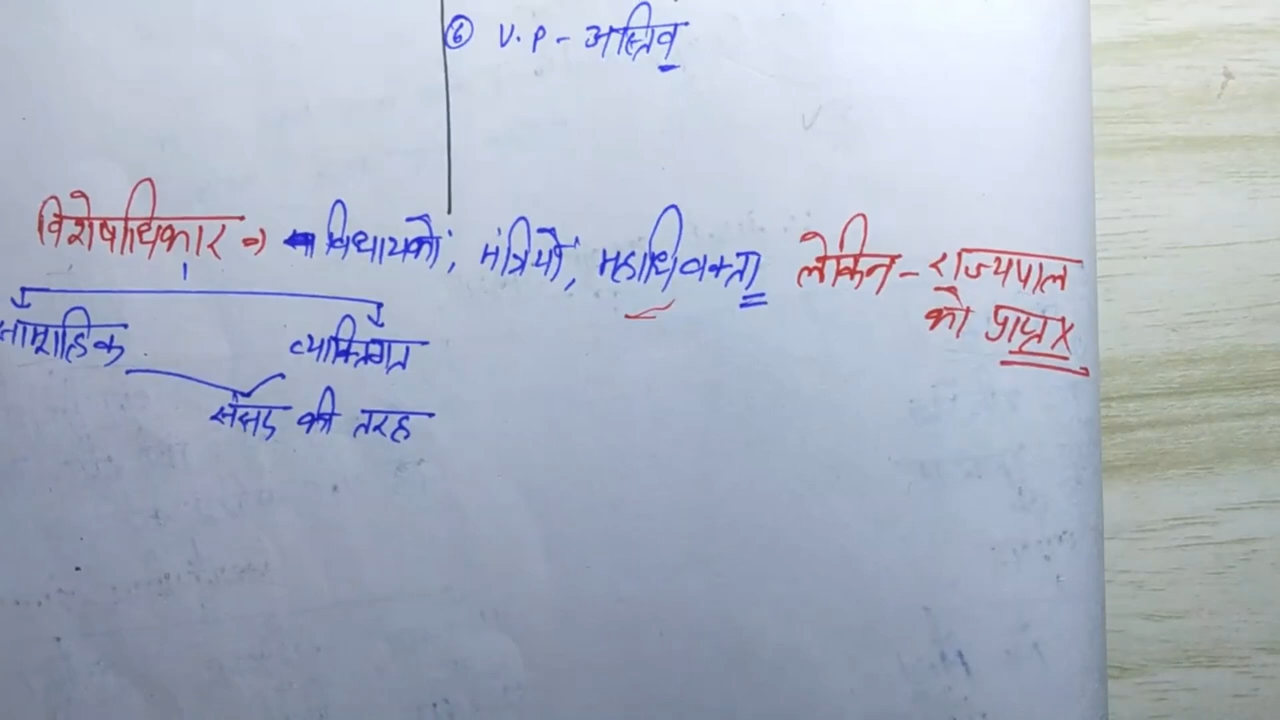 ⑥ V.P - अस्तित्व
विशेषाधिकार ⇒ विधायकों, मंत्रियों, महाधिवक्ता लेकिन - राज्यपाल
को प्राप्त X
सामूहिक व्यक्तिगत
संसद की तरह